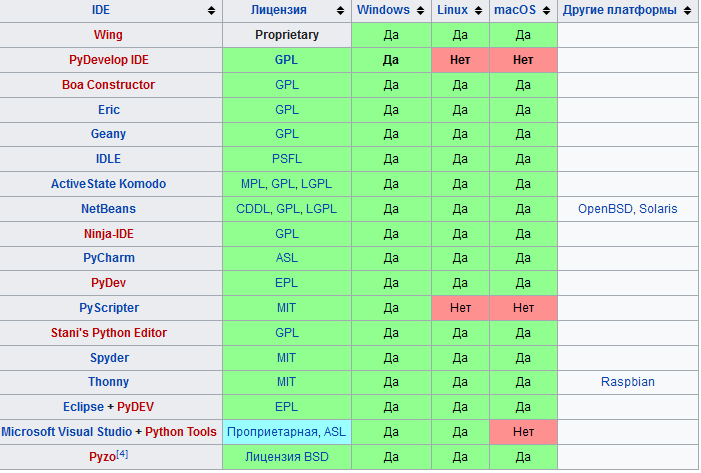 IDE Лицензия Windows Linux macOS Другие платформы
Wing Proprietary Да Да Да
PyDevelop IDE GPL Да Нет Нет
Boa Constructor GPL Да Да Да
Eric GPL Да Да Да
Geany GPL Да Да Да
IDLE PSFL Да Да Да
ActiveState Komodo MPL, GPL, LGPL Да Да Да
NetBeans CDDL, GPL, LGPL Да Да Да OpenBSD, Solaris
Ninja-IDE GPL Да Да Да
PyCharm ASL Да Да Да
PyDev EPL Да Да Да
PyScripter MIT Да Нет Нет
Stani's Python Editor GPL Да Да Да
Spyder MIT Да Да Да
Thonny MIT Да Да Да Raspbian
Eclipse + PyDEV EPL Да Да Да
Microsoft Visual Studio + Python Tools Проприетарная, ASL Да Да Нет
Pyzo[4] Лицензия BSD Да Да Да